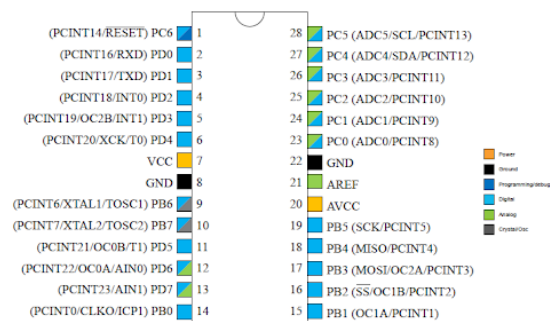 (PCINT14/RESET) PC6 1
(PCINT16/RXD) PD0 2
(PCINT17/TXD) PD1 3
(PCINT18/INT0) PD2 4
(PCINT19/OC2B/INT1) PD3 5
(PCINT20/XCK/T0) PD4 6
VCC 7
GND 8
(PCINT6/XTAL1/TOSC1) PB6 9
(PCINT7/XTAL2/TOSC2) PB7 10
(PCINT21/OC0B/T1) PD5 11
(PCINT22/OC0A/AIN0) PD6 12
(PCINT23/AIN1) PD7 13
(PCINT0/CLKO/ICP1) PB0 14
28 PC5 (ADC5/SCL/PCINT13)
27 PC4 (ADC4/SDA/PCINT12)
26 PC3 (ADC3/PCINT11)
25 PC2 (ADC2/PCINT10)
24 PC1 (ADC1/PCINT9)
23 PC0 (ADC0/PCINT8)
22 GND
21 AREF
20 AVCC
19 PB5 (SCK/PCINT5)
18 PB4 (MISO/PCINT4)
17 PB3 (MOSI/OC2A/PCINT3)
16 PB2 (SS/OC1B/PCINT2)
15 PB1 (OC1A/PCINT1)
Power
Ground
Programming/debug
Digital
Analog
Crystal/Osc